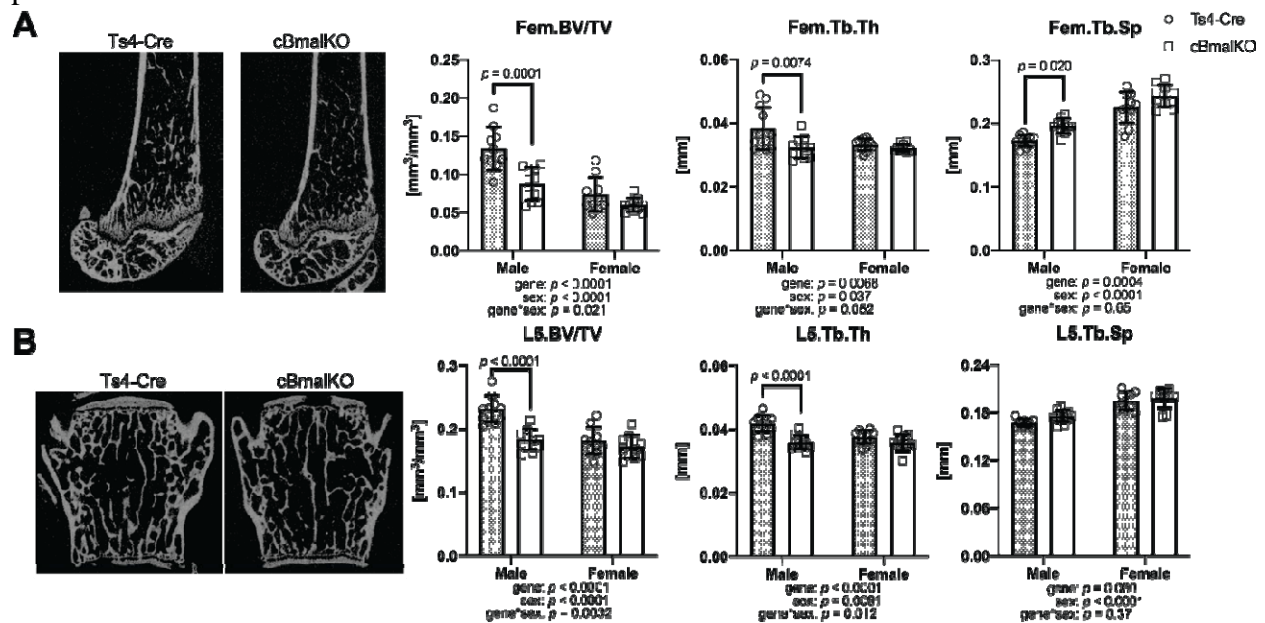 p
A
Ts4-Cre
cBmalKO
Fem.BV/TV
[mm³/mm³]
0.25
0.20
0.15
0.10
0.05
0.00
p = 0.0001
Male
Female
gene: p < 0.0001
sex: p < 0.0001
gene*sex: p = 0.021
Fem.Tb.Th
[mm]
0.06
0.04
0.02
0.00
p = 0.0074
Male
Female
gene: p = 0.0068
sex: p = 0.037
gene*sex: p = 0.052
Fem.Tb.Sp
[mm]
0.3
0.2
0.1
0.0
p = 0.020
Male
Female
gene: p = 0.0004
sex: p < 0.0001
gene*sex: p =
Ts4-Cre
cBmalKO
B
Ts4-Cre
cBmalKO
L5.BV/TV
[mm³/mm³]
0.3
0.2
0.1
0.0
p < 0.0001
Male
Female
gene: p < 0.0001
sex: p < 0.0001
gene*sex: p = 0.0032
L5.Tb.Th
[mm]
0.06
0.04
0.02
0.00
p < 0.0001
Male
Female
gene: p < 0.0001
sex: p =
gene*sex: p = 0.012
L5.Tb.Sp
[mm]
0.24
0.18
0.12
0.06
0.00
Male
Female
gene: p =
sex: p <
gene*sex: p = 0.37